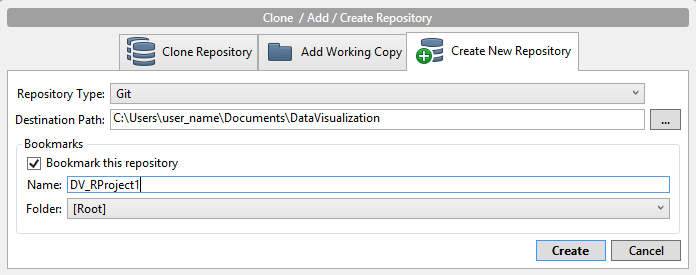 Clone / Add / Create Repository
Clone Repository
Add Working Copy
Create New Repository
Repository Type: Git
Destination Path: C:\Users\user_name\Documents\DataVisualization
...
Bookmarks
Bookmark this repository
Name: DV_RProject1
Folder: [Root]
Create
Cancel